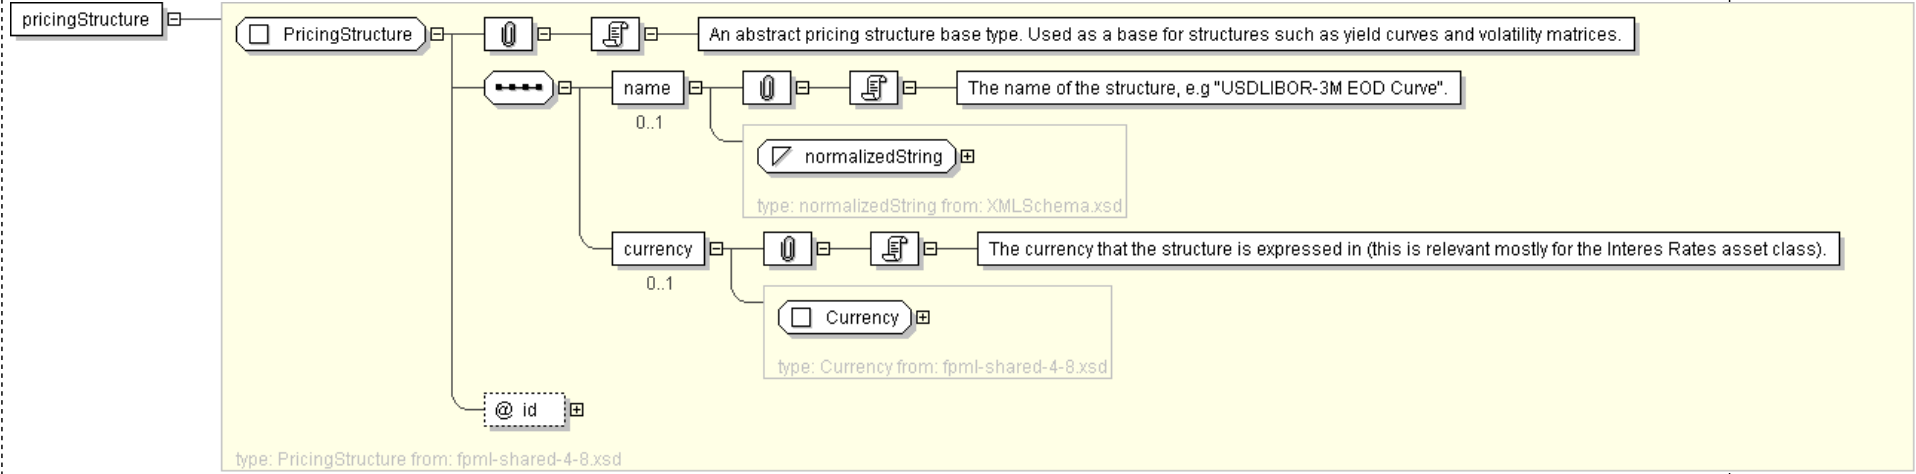 pricingStructure
PricingStructure
An abstract pricing structure base type. Used as a base for structures such as yield curves and volatility matrices.
name
The name of the structure, e.g "USDLIBOR-3M EOD Curve".
0..1
normalizedString
type: normalizedString from: XMLSchema.xsd
currency
The currency that the structure is expressed in (this is relevant mostly for the Interes Rates asset class).
0..1
Currency
type: Currency from: fpml-shared-4-8.xsd
@ id
type: PricingStructure from: fpml-shared-4-8.xsd